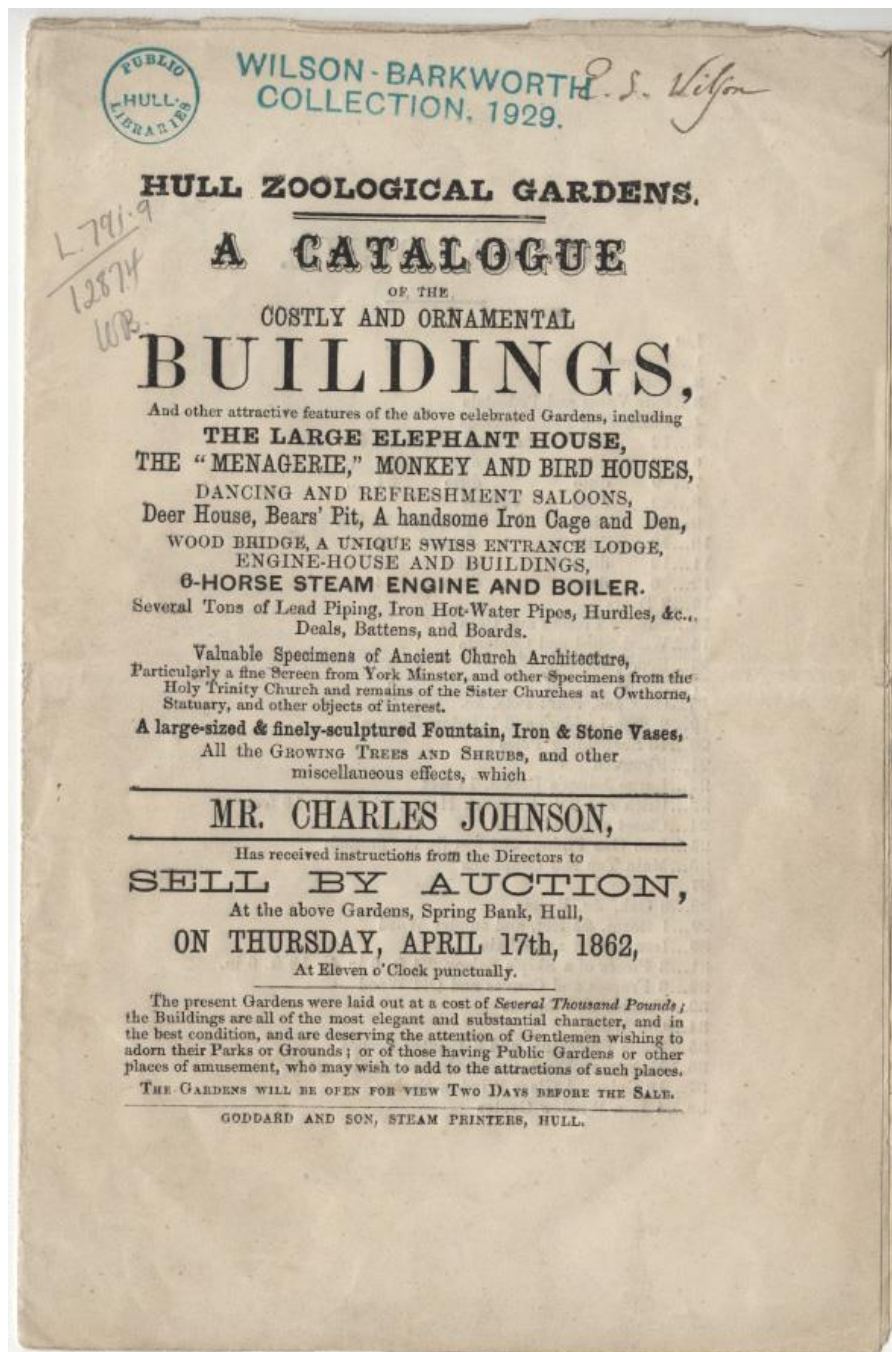 PUBLIC
HULL.
LIBRARIES
WILSON - BARKWORTH
COLLECTION, 1929.
E. S. Wilson
HULL ZOOLOGICAL GARDENS.
L. 791.9
12874
WB.
A CATALOGUE
OF THE
COSTLY AND ORNAMENTAL
BUILDINGS,
And other attractive features of the above celebrated Gardens, including
THE LARGE ELEPHANT HOUSE,
THE "MENAGERIE," MONKEY AND BIRD HOUSES,
DANCING AND REFRESHMENT SALOONS,
Deer House, Bears' Pit, A handsome Iron Cage and Den,
WOOD BRIDGE, A UNIQUE SWISS ENTRANCE LODGE,
ENGINE-HOUSE AND BUILDINGS,
6-HORSE STEAM ENGINE AND BOILER.
Several Tons of Lead Piping, Iron Hot-Water Pipes, Hurdles, &c.,
Deals, Battens, and Boards.
Valuable Specimens of Ancient Church Architecture,
Particularly a fine Screen from York Minster, and other Specimens from the
Holy Trinity Church and remains of the Sister Churches at Owthorne,
Statuary, and other objects of interest.
A large-sized & finely-sculptured Fountain, Iron & Stone Vases,
All the GROWING TREES AND SHRUBS, and other
miscellaneous effects, which
MR. CHARLES JOHNSON,
Has received instructions from the Directors to
SELL BY AUCTION,
At the above Gardens, Spring Bank, Hull,
ON THURSDAY, APRIL 17th, 1862,
At Eleven o'Clock punctually.
The present Gardens were laid out at a cost of Several Thousand Pounds;
the Buildings are all of the most elegant and substantial character, and in
the best condition, and are deserving the attention of Gentlemen wishing to
adorn their Parks or Grounds; or of those having Public Gardens or other
places of amusement, who may wish to add to the attractions of such places.
THE GARDENS WILL BE OPEN FOR VIEW TWO DAYS BEFORE THE SALE.
GODDARD AND SON, STEAM PRINTERS, HULL.